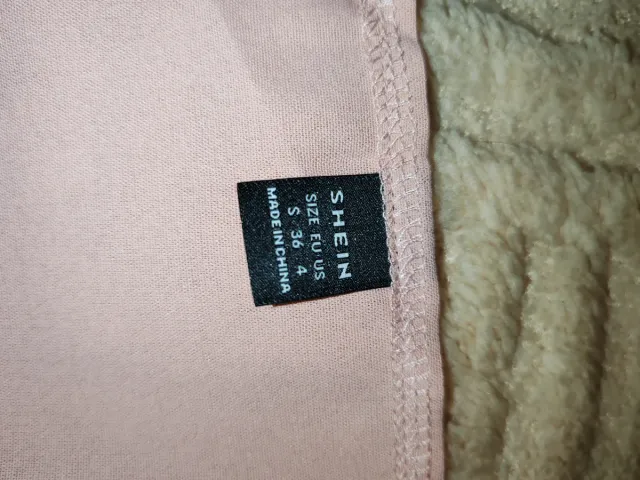 SHEIN
SIZE EU US
S 36 4
MADE IN CHINA